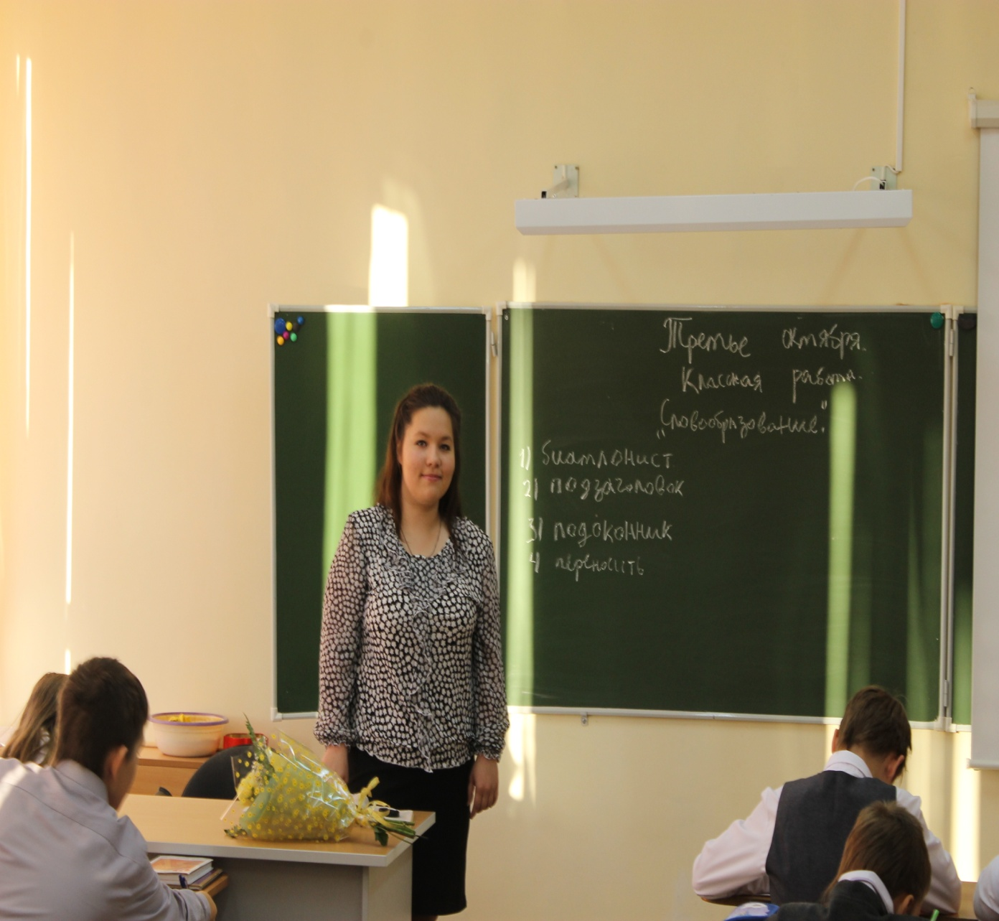 Третье октября.
Классная работа.
„Словообразование."
1) биатлонист
2) подзаголовок
3) подоконник
4) переносить